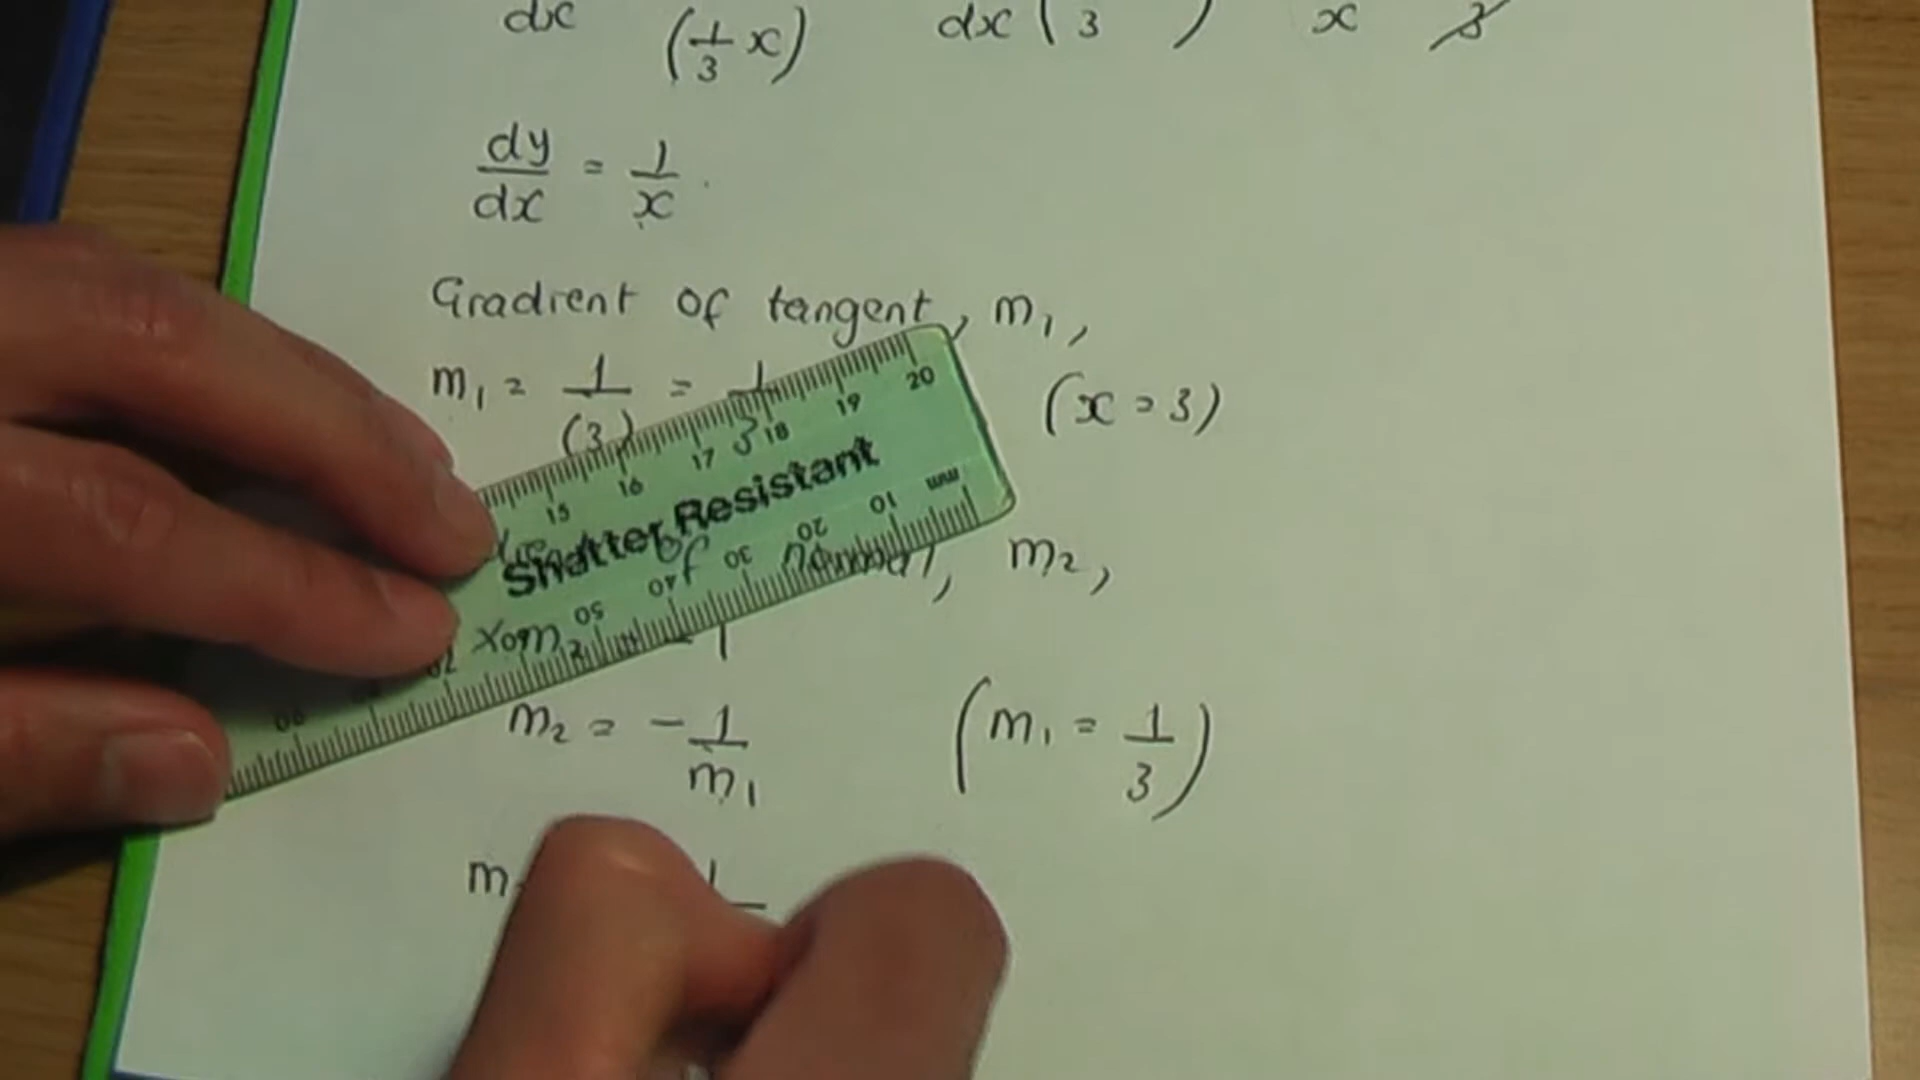 dx (1/3 x) dx ( 3 ) x 3
dy/dx = 1/x
Gradient of tangent, m₁,
m₁ = 1/(3) = 1/3 (x = 3)
15 16 17 18 19 20
Shatter Resistant
mm 10 20 30 40 50
of normal, m₂,
x m₂ = -1
m₂ = -1/m₁ (m₁ = 1/3)
m